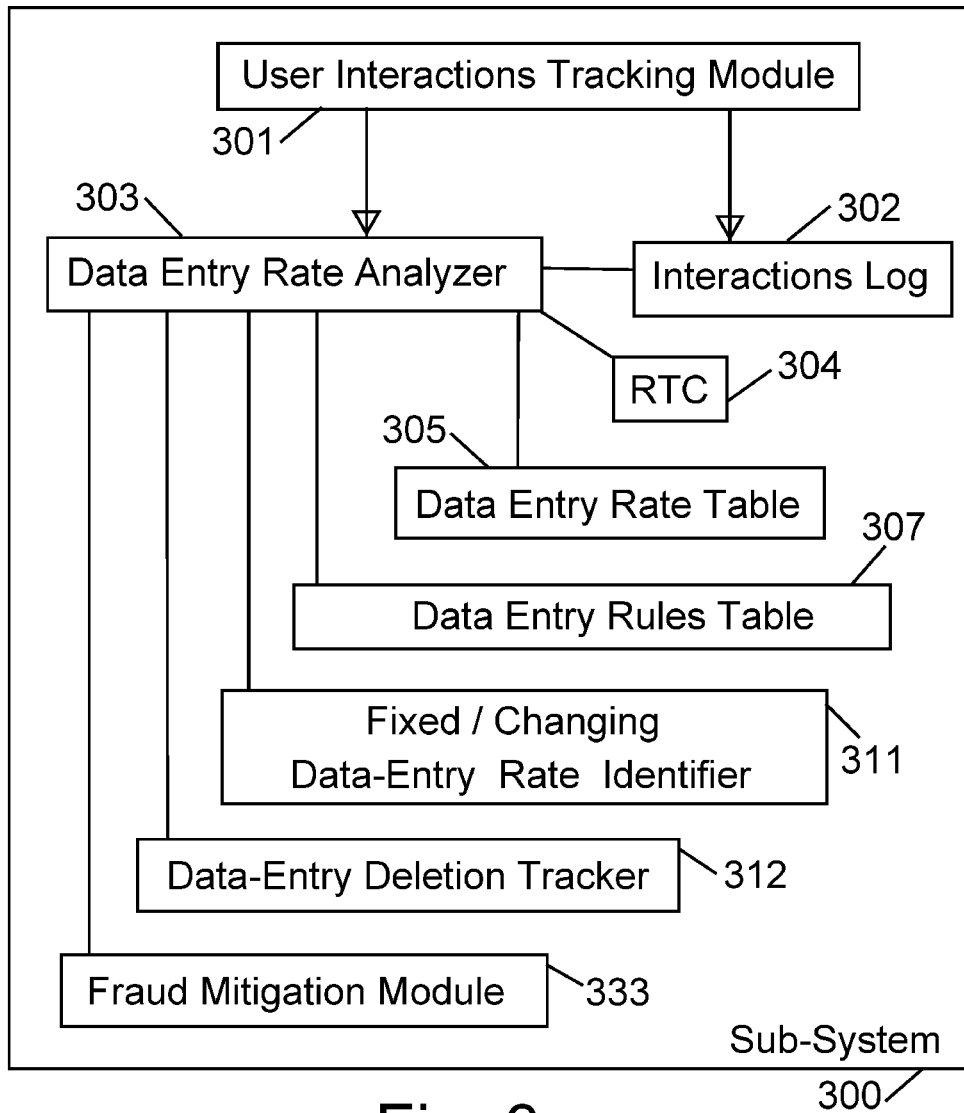 User Interactions Tracking Module
301
303
302
Data Entry Rate Analyzer
Interactions Log
RTC
304
305
Data Entry Rate Table
307
Data Entry Rules Table
Fixed / Changing
Data-Entry Rate Identifier
311
Data-Entry Deletion Tracker
312
Fraud Mitigation Module
333
Sub-System
300